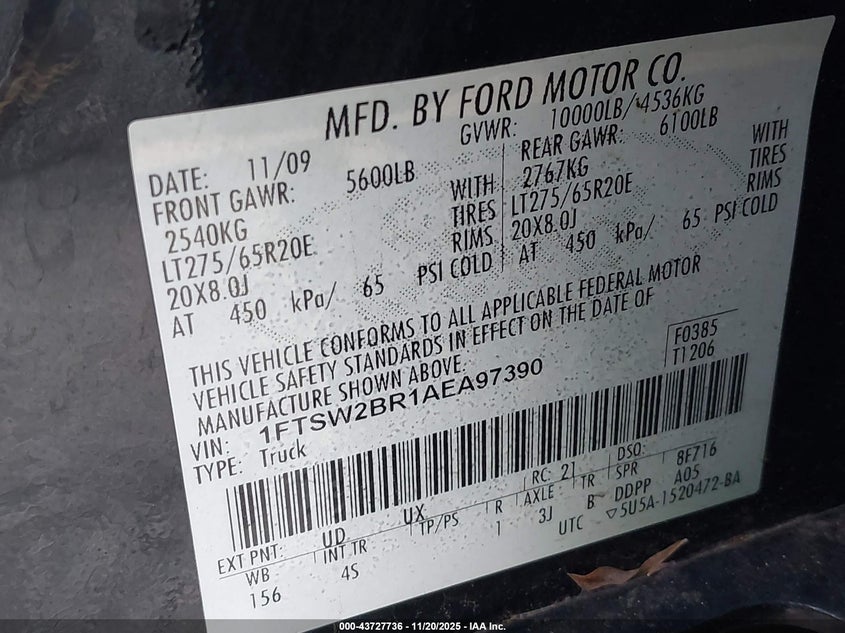 MFD. BY FORD MOTOR CO.
DATE: 11/09 GVWR: 10000LB/ 4536KG
FRONT GAWR: 5600LB REAR GAWR: 6100LB
2540KG WITH 2767KG WITH
LT275/65R20E TIRES LT275/65R20E TIRES
20X8.0J RIMS 20X8.0J RIMS
AT 450 kPa/ 65 PSI COLD AT 450 kPa/ 65 PSI COLD
THIS VEHICLE CONFORMS TO ALL APPLICABLE FEDERAL MOTOR
VEHICLE SAFETY STANDARDS IN EFFECT ON THE DATE OF
MANUFACTURE SHOWN ABOVE.
F0385
T1206
VIN: 1FTSW2BR1AEA97390
TYPE: Truck
EXT PNT: UD UX RC: 21 DSO: 8F716
WB INT TR TP/PS R AXLE TR SPR
156 4S 1 3J B DDPP A05
UTC ▽5U5A-1520472-BA
000-43727736 - 11/20/2025 - IAA Inc.